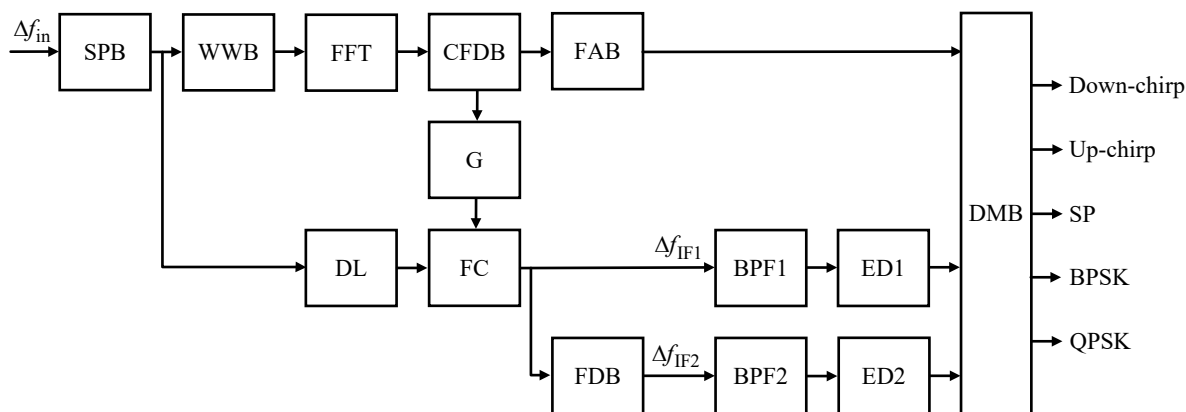 Δf_in
SPB
WWB
FFT
CFDB
FAB
Down-chirp
G
Up-chirp
DMB
SP
DL
FC
Δf_IF1
BPF1
ED1
BPSK
FDB
Δf_IF2
BPF2
ED2
QPSK